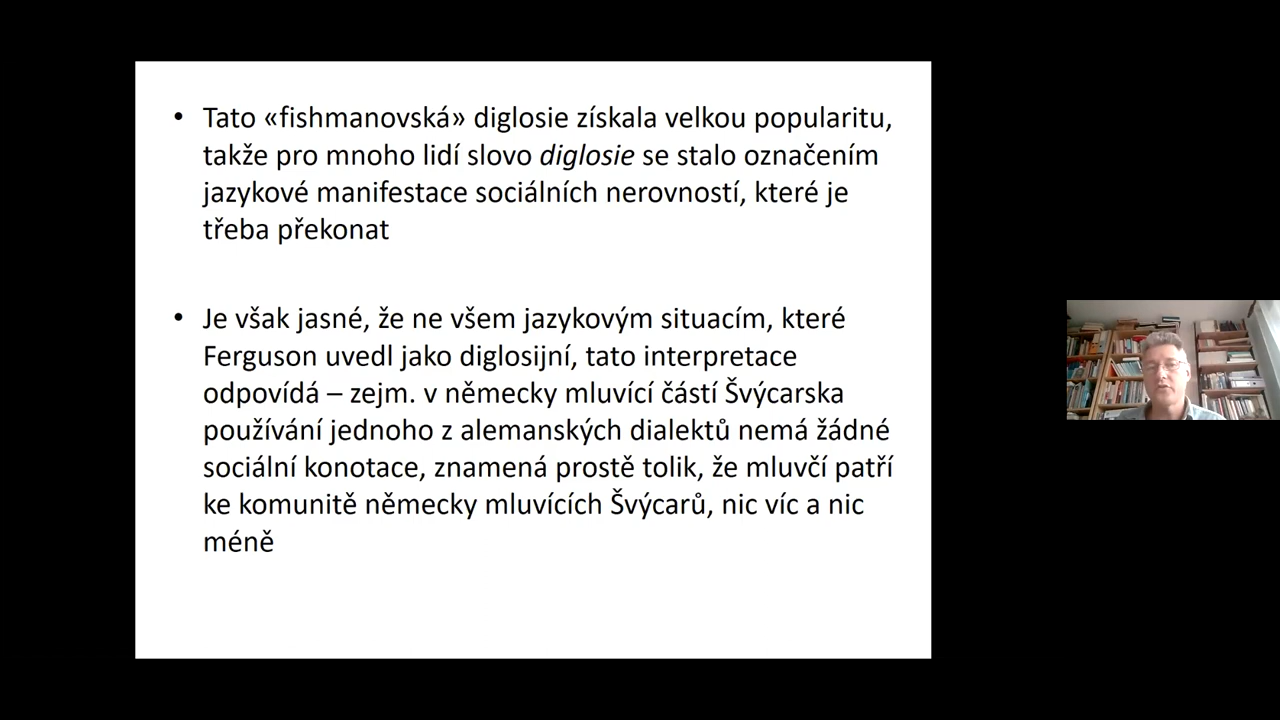 • Tato «fishmanovská» diglosie získala velkou popularitu,
takže pro mnoho lidí slovo diglosie se stalo označením
jazykové manifestace sociálních nerovností, které je
třeba překonat
• Je však jasné, že ne všem jazykovým situacím, které
Ferguson uvedl jako diglosijní, tato interpretace
odpovídá – zejm. v německy mluvící částí Švýcarska
používání jednoho z alemanských dialektů nemá žádné
sociální konotace, znamená prostě tolik, že mluvčí patří
ke komunitě německy mluvících Švýcarů, nic víc a nic
méně